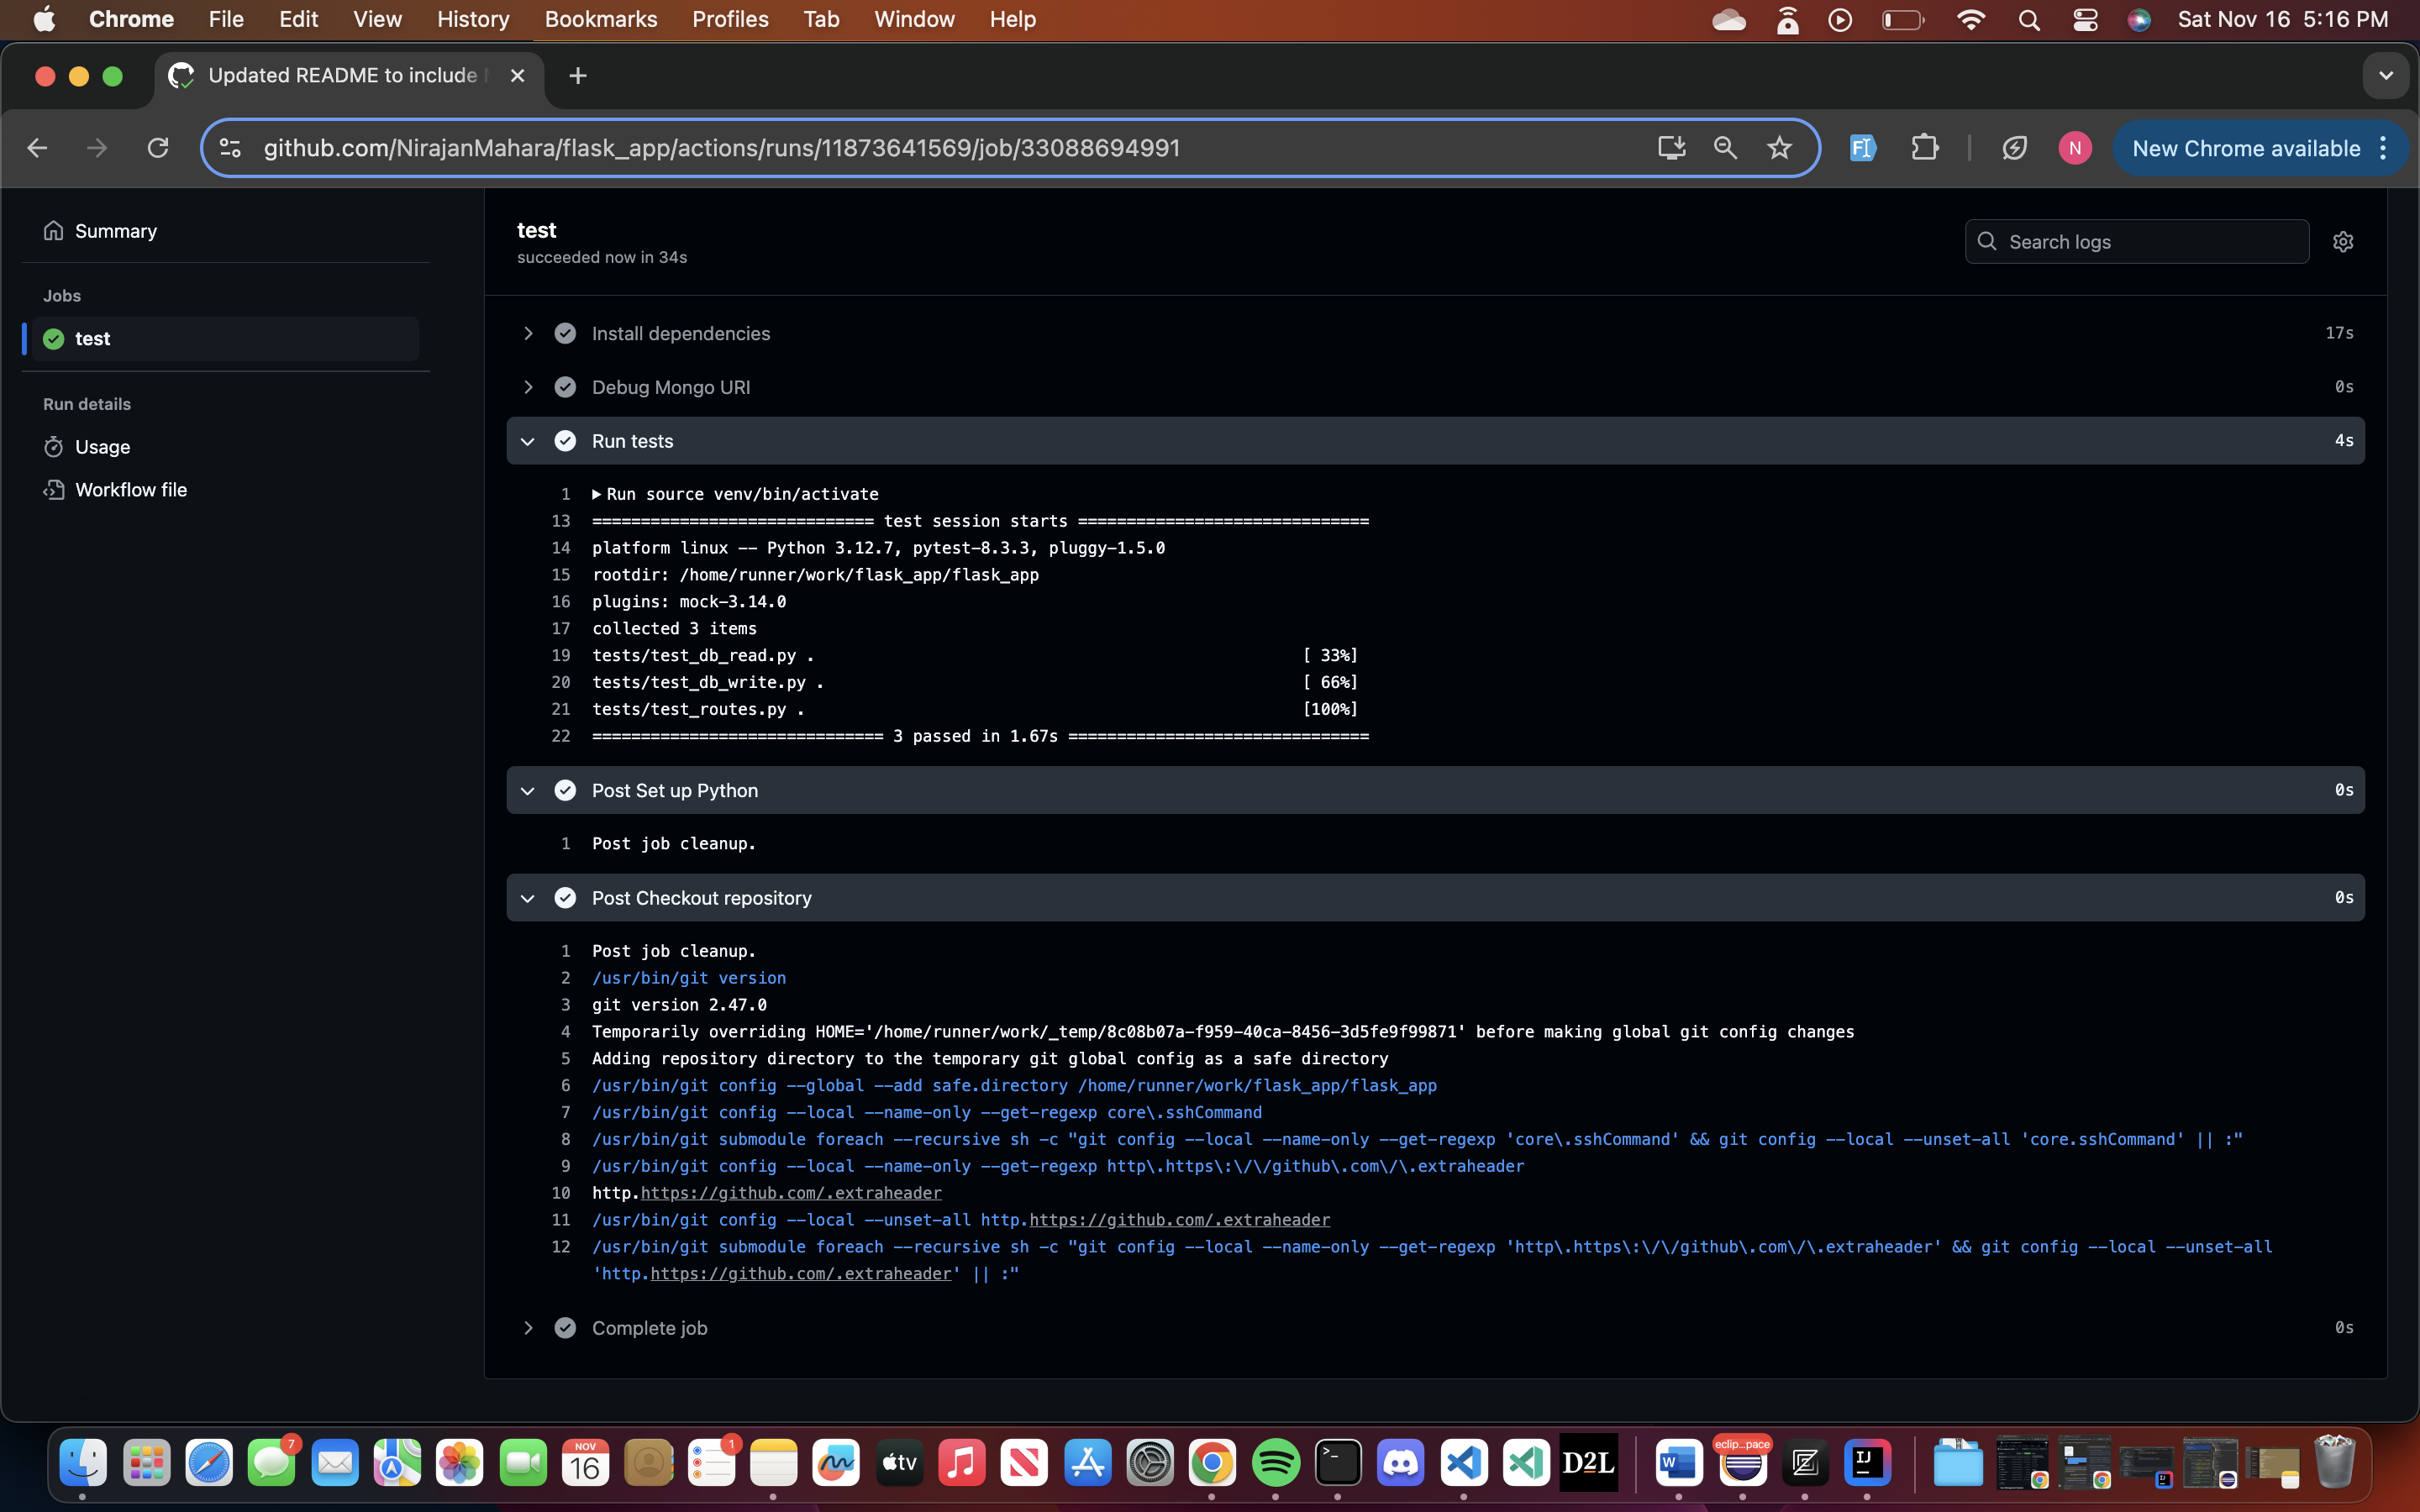 Chrome File Edit View History Bookmarks Profiles Tab Window Help Sat Nov 16 5:16 PM
Updated README to include
github.com/NirajanMahara/flask_app/actions/runs/11873641569/job/33088694991 N New Chrome available
Summary
Jobs
test
Run details
Usage
Workflow file
test
succeeded now in 34s
Search logs
Install dependencies 17s
Debug Mongo URI 0s
Run tests 4s
1 Run source venv/bin/activate
13 ============================= test session starts ==============================
14 platform linux -- Python 3.12.7, pytest-8.3.3, pluggy-1.5.0
15 rootdir: /home/runner/work/flask_app/flask_app
16 plugins: mock-3.14.0
17 collected 3 items
19 tests/test_db_read.py . [ 33%]
20 tests/test_db_write.py . [ 66%]
21 tests/test_routes.py . [100%]
22 ============================== 3 passed in 1.67s ===============================
Post Set up Python 0s
1 Post job cleanup.
Post Checkout repository 0s
1 Post job cleanup.
2 /usr/bin/git version
3 git version 2.47.0
4 Temporarily overriding HOME='/home/runner/work/_temp/8c08b07a-f959-40ca-8456-3d5fe9f99871' before making global git config changes
5 Adding repository directory to the temporary git global config as a safe directory
6 /usr/bin/git config --global --add safe.directory /home/runner/work/flask_app/flask_app
7 /usr/bin/git config --local --name-only --get-regexp core\.sshCommand
8 /usr/bin/git submodule foreach --recursive sh -c "git config --local --name-only --get-regexp 'core\.sshCommand' && git config --local --unset-all 'core.sshCommand' || :"
9 /usr/bin/git config --local --name-only --get-regexp http\.https\:\/\/github\.com\/\.extraheader
10 http.https://github.com/.extraheader
11 /usr/bin/git config --local --unset-all http.https://github.com/.extraheader
12 /usr/bin/git submodule foreach --recursive sh -c "git config --local --name-only --get-regexp 'http\.https\:\/\/github\.com\/\.extraheader' && git config --local --unset-all
'http.https://github.com/.extraheader' || :"
Complete job 0s
7 NOV 16 1 tv D2L W eclip...pace IJ